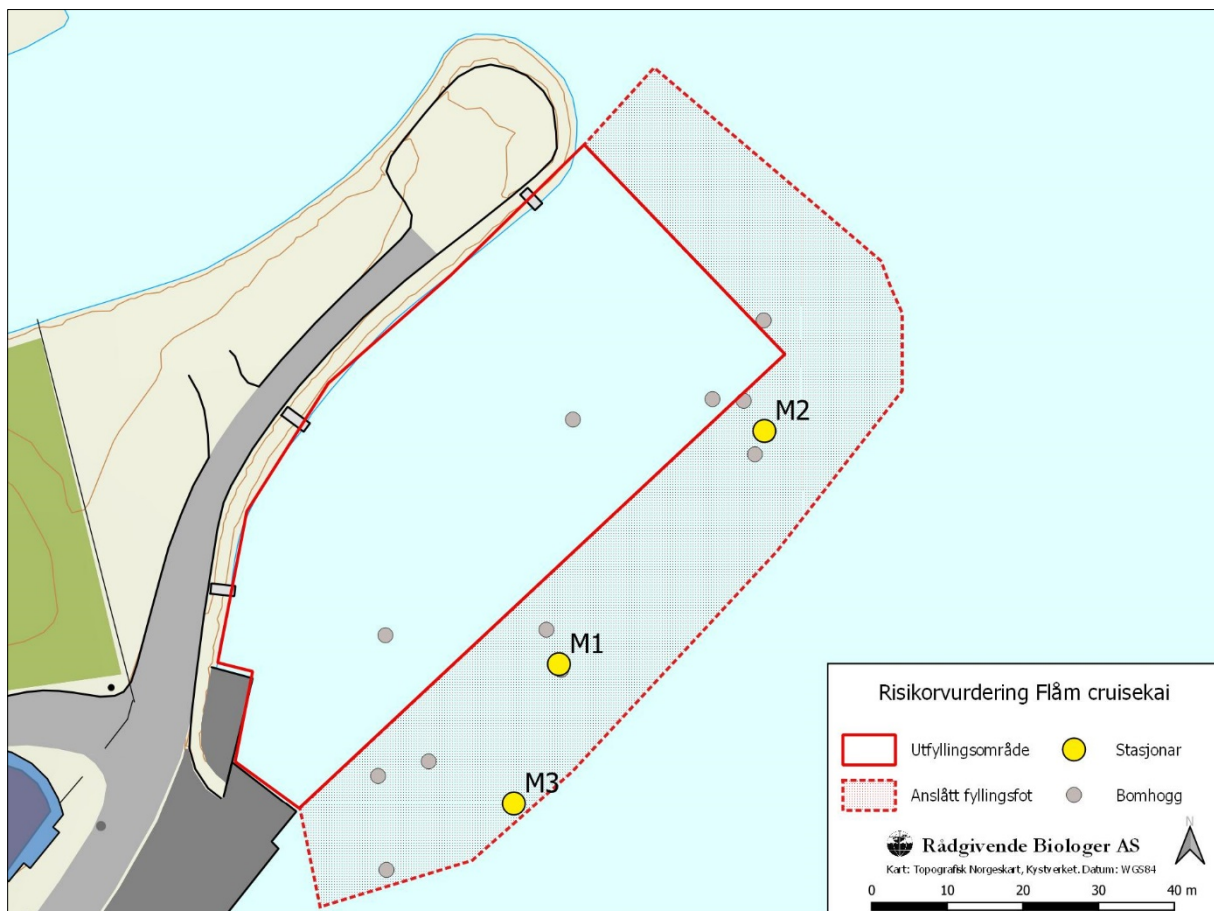 M2
M1
M3
Risikorvurdering Flåm cruisekai
Utfyllingsområde
Stasjonar
Anslått fyllingsfot
Bomhogg
N
Rådgivende Biologer AS
Kart: Topografisk Norgeskart, Kystverket. Datum: WGS84
0 10 20 30 40 m